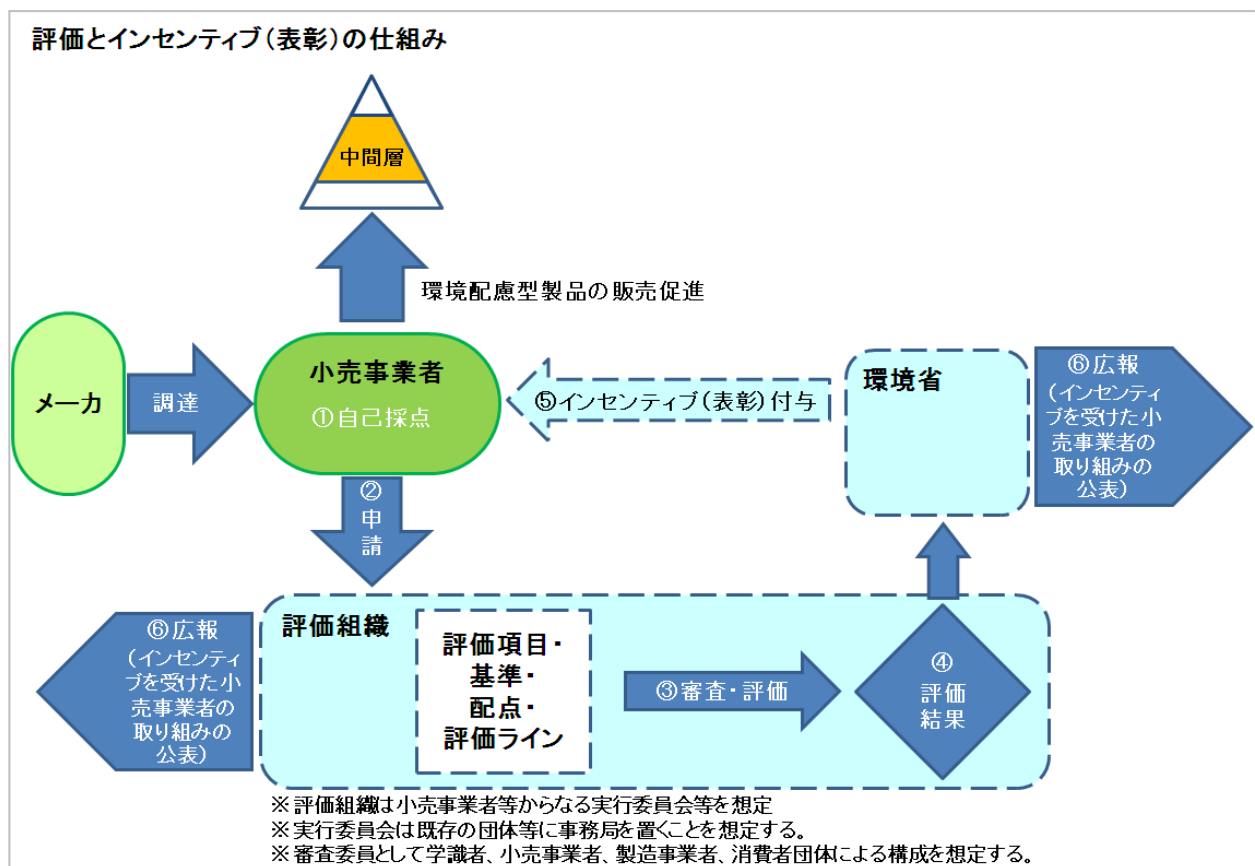 評価とインセンティブ(表彰)の仕組み
中間層
環境配慮型製品の販売促進
メーカ
調達
小売事業者
①自己採点
⑤インセンティブ(表彰)付与
環境省
⑥広報
(インセンティ
ブを受けた小
売事業者の
取り組みの
公表)
②
申
請
⑥広報
(インセンティ
ブを受けた小
売事業者の
取り組みの
公表)
評価組織
評価項目・
基準・
配点・
評価ライン
③審査・評価
④
評価
結果
※評価組織は小売事業者等からなる実行委員会等を想定
※実行委員会は既存の団体等に事務局を置くことを想定する。
※審査委員として学識者、小売事業者、製造事業者、消費者団体による構成を想定する。